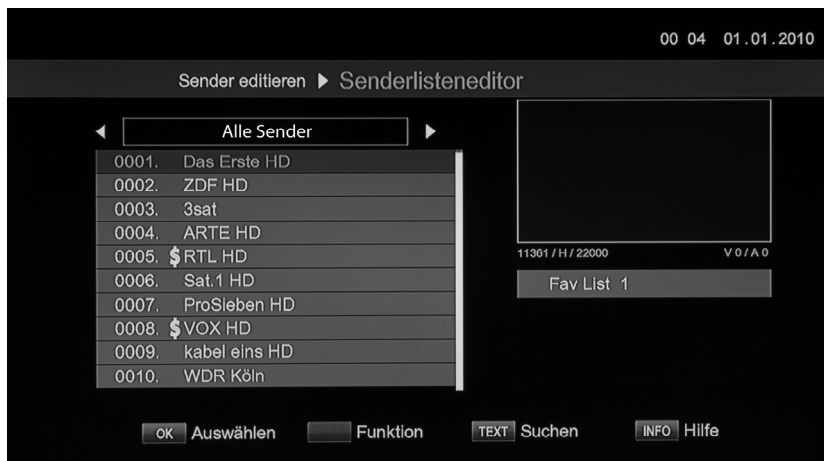 00 04 01.01.2010
Sender editieren ▶ Senderlisteneditor
◀ Alle Sender ▶
0001. Das Erste HD
0002. ZDF HD
0003. 3sat
0004. ARTE HD
0005. $ RTL HD
0006. Sat.1 HD
0007. ProSieben HD
0008. $ VOX HD
0009. kabel eins HD
0010. WDR Köln
11361 / H / 22000 V 0 / A 0
Fav List 1
OK Auswählen Funktion TEXT Suchen INFO Hilfe